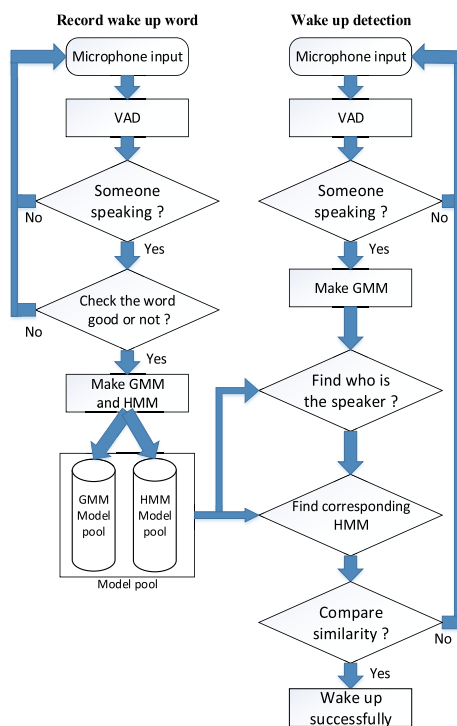 Record wake up word
Microphone input
VAD
Someone
speaking ?
No
Yes
Check the word
good or not ?
No
Yes
Make GMM
and HMM
GMM
Model
pool
HMM
Model
pool
Model pool
Wake up detection
Microphone input
VAD
Someone
speaking ?
No
Yes
Make GMM
Find who is
the speaker ?
Find corresponding
HMM
Compare
similarity ?
No
Yes
Wake up
successfully